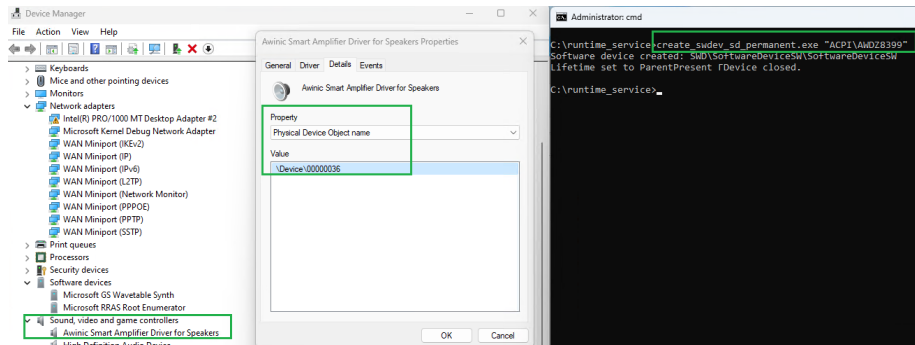 Device Manager
File Action View Help
Keyboards
Mice and other pointing devices
Monitors
Network adapters
Intel(R) PRO/1000 MT Desktop Adapter #2
Microsoft Kernel Debug Network Adapter
WAN Miniport (IKEv2)
WAN Miniport (IP)
WAN Miniport (IPv6)
WAN Miniport (L2TP)
WAN Miniport (Network Monitor)
WAN Miniport (PPPOE)
WAN Miniport (PPTP)
WAN Miniport (SSTP)
Print queues
Processors
Security devices
Software devices
Microsoft GS Wavetable Synth
Microsoft RRAS Root Enumerator
Sound, video and game controllers
Awinic Smart Amplifier Driver for Speakers
High Definition Audio Device
Awinic Smart Amplifier Driver for Speakers Properties
General Driver Details Events
Awinic Smart Amplifier Driver for Speakers
Property
Physical Device Object name
Value
\Device\00000036
OK Cancel
Administrator: cmd
C:\runtime_service>create_swdev_sd_permanent.exe "ACPI\AWDZ8399"
Software device created: SWD\SoftwareDeviceSW\SoftwareDeviceSW
Lifetime set to ParentPresent ГDevice closed.
C:\runtime_service>